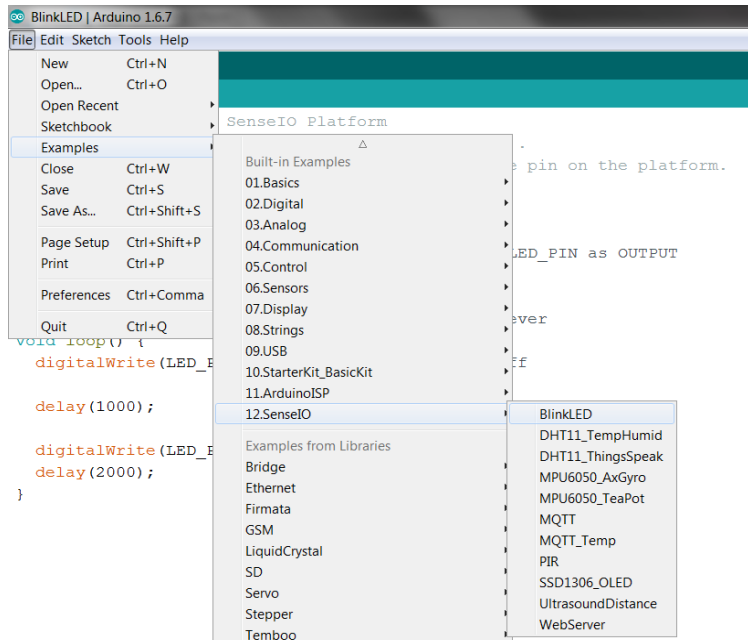 BlinkLED | Arduino 1.6.7
File Edit Sketch Tools Help
New Ctrl+N
Open... Ctrl+O
Open Recent
Sketchbook
Examples
Close Ctrl+W
Save Ctrl+S
Save As... Ctrl+Shift+S
Page Setup Ctrl+Shift+P
Print Ctrl+P
Preferences Ctrl+Comma
Quit Ctrl+Q
Built-in Examples
01.Basics
02.Digital
03.Analog
04.Communication
05.Control
06.Sensors
07.Display
08.Strings
09.USB
10.StarterKit_BasicKit
11.ArduinoISP
12.SenseIO
Examples from Libraries
Bridge
Ethernet
Firmata
GSM
LiquidCrystal
SD
Servo
Stepper
Temboo
BlinkLED
DHT11_TempHumid
DHT11_ThingsSpeak
MPU6050_AxGyro
MPU6050_TeaPot
MQTT
MQTT_Temp
PIR
SSD1306_OLED
UltrasoundDistance
WebServer
SenseIO Platform
pin on the platform.
LED_PIN as OUTPUT
void loop() {
digitalWrite(LED_
delay(1000);
digitalWrite(LED_
delay(2000);
}